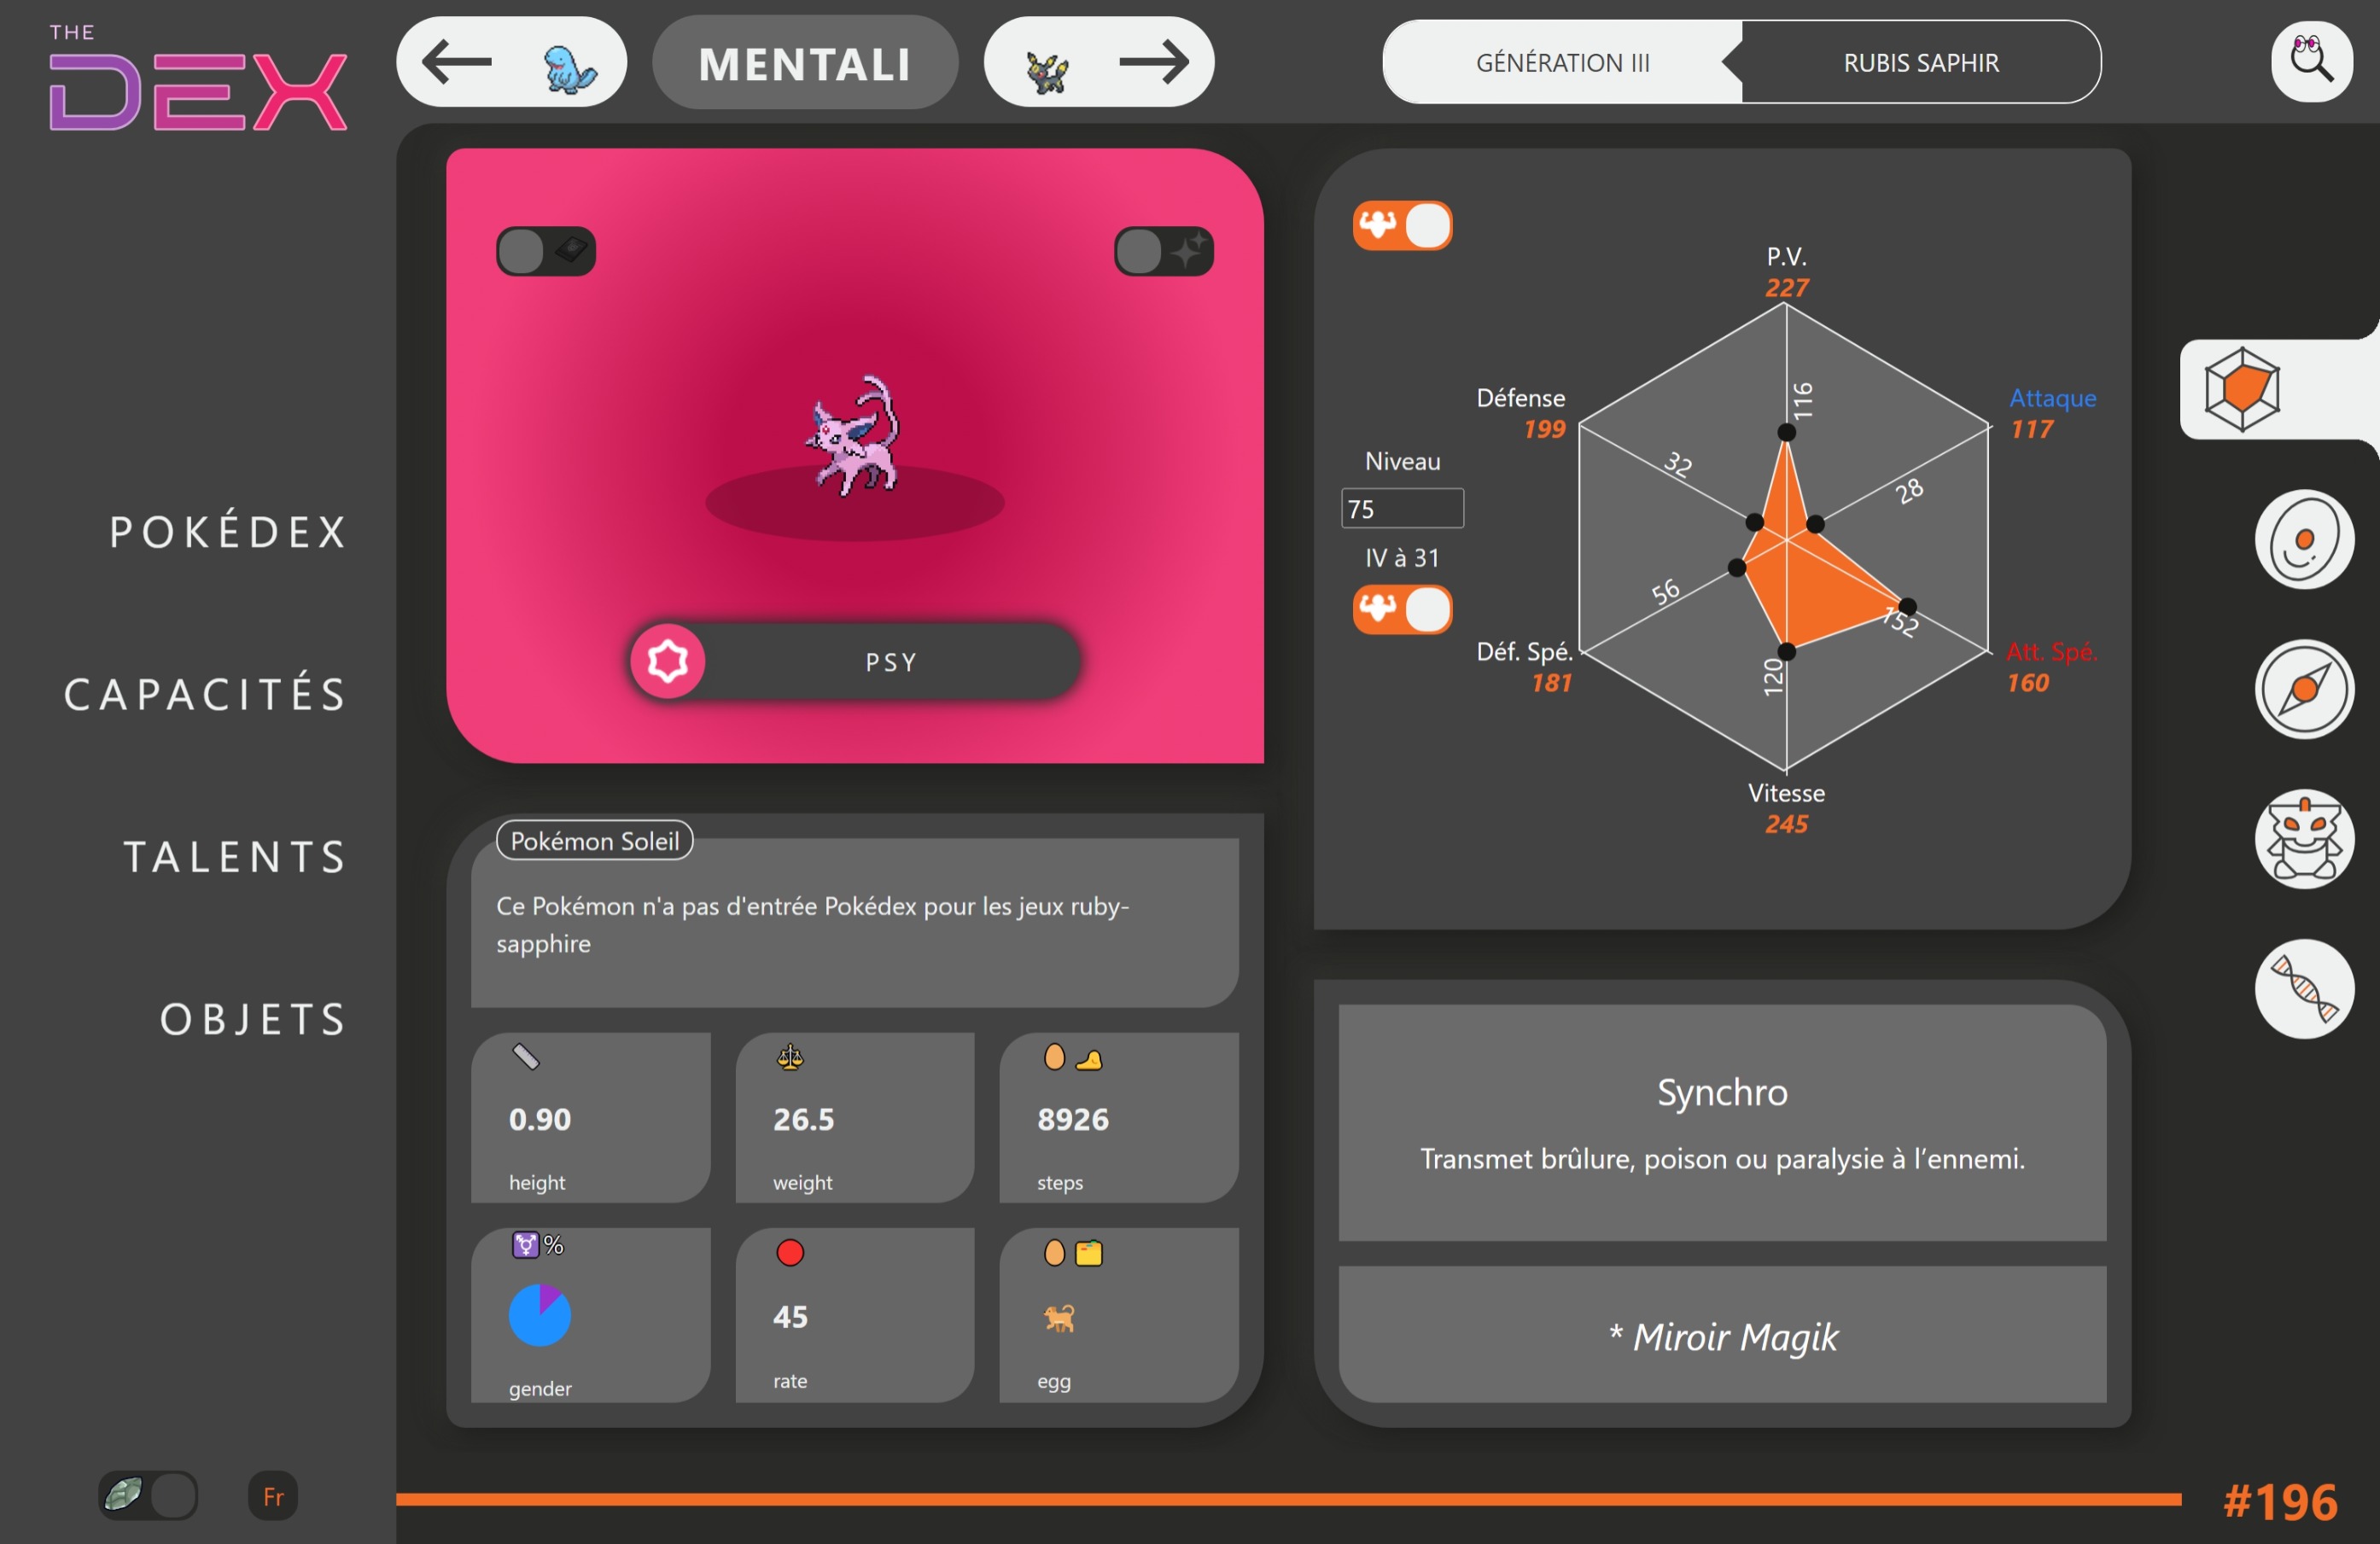 THE
DEX
MENTALI
GÉNÉRATION III
RUBIS SAPHIR
POKÉDEX
CAPACITÉS
TALENTS
OBJETS
Fr
PSY
Pokémon Soleil
Ce Pokémon n'a pas d'entrée Pokédex pour les jeux ruby-
sapphire
0.90
height
26.5
weight
8926
steps
%
gender
45
rate
egg
P.V.
227
116
Défense
199
32
Attaque
117
28
Niveau
75
IV à 31
56
Déf. Spé.
181
152
Att. Spé.
160
120
Vitesse
245
Synchro
Transmet brûlure, poison ou paralysie à l’ennemi.
* Miroir Magik
#196